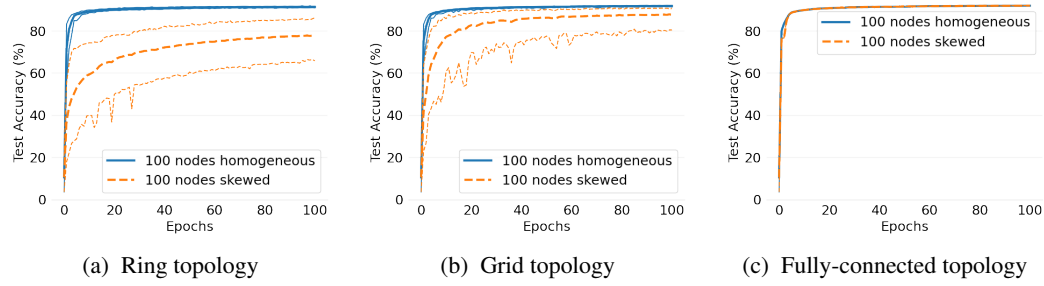 Test Accuracy (%)
80
60
40
20
0
0 20 40 60 80 100
Epochs
100 nodes homogeneous
100 nodes skewed
(a) Ring topology
Test Accuracy (%)
80
60
40
20
0
0 20 40 60 80 100
Epochs
100 nodes homogeneous
100 nodes skewed
(b) Grid topology
Test Accuracy (%)
80
60
40
20
0
0 20 40 60 80 100
Epochs
100 nodes homogeneous
100 nodes skewed
(c) Fully-connected topology